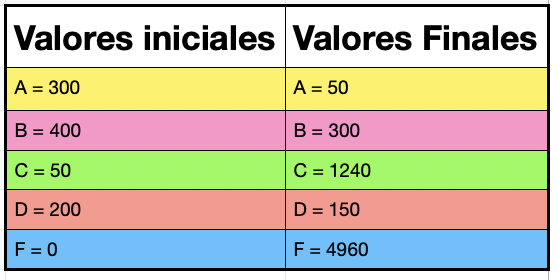 Valores iniciales Valores Finales
A = 300 A = 50
B = 400 B = 300
C = 50 C = 1240
D = 200 D = 150
F = 0 F = 4960